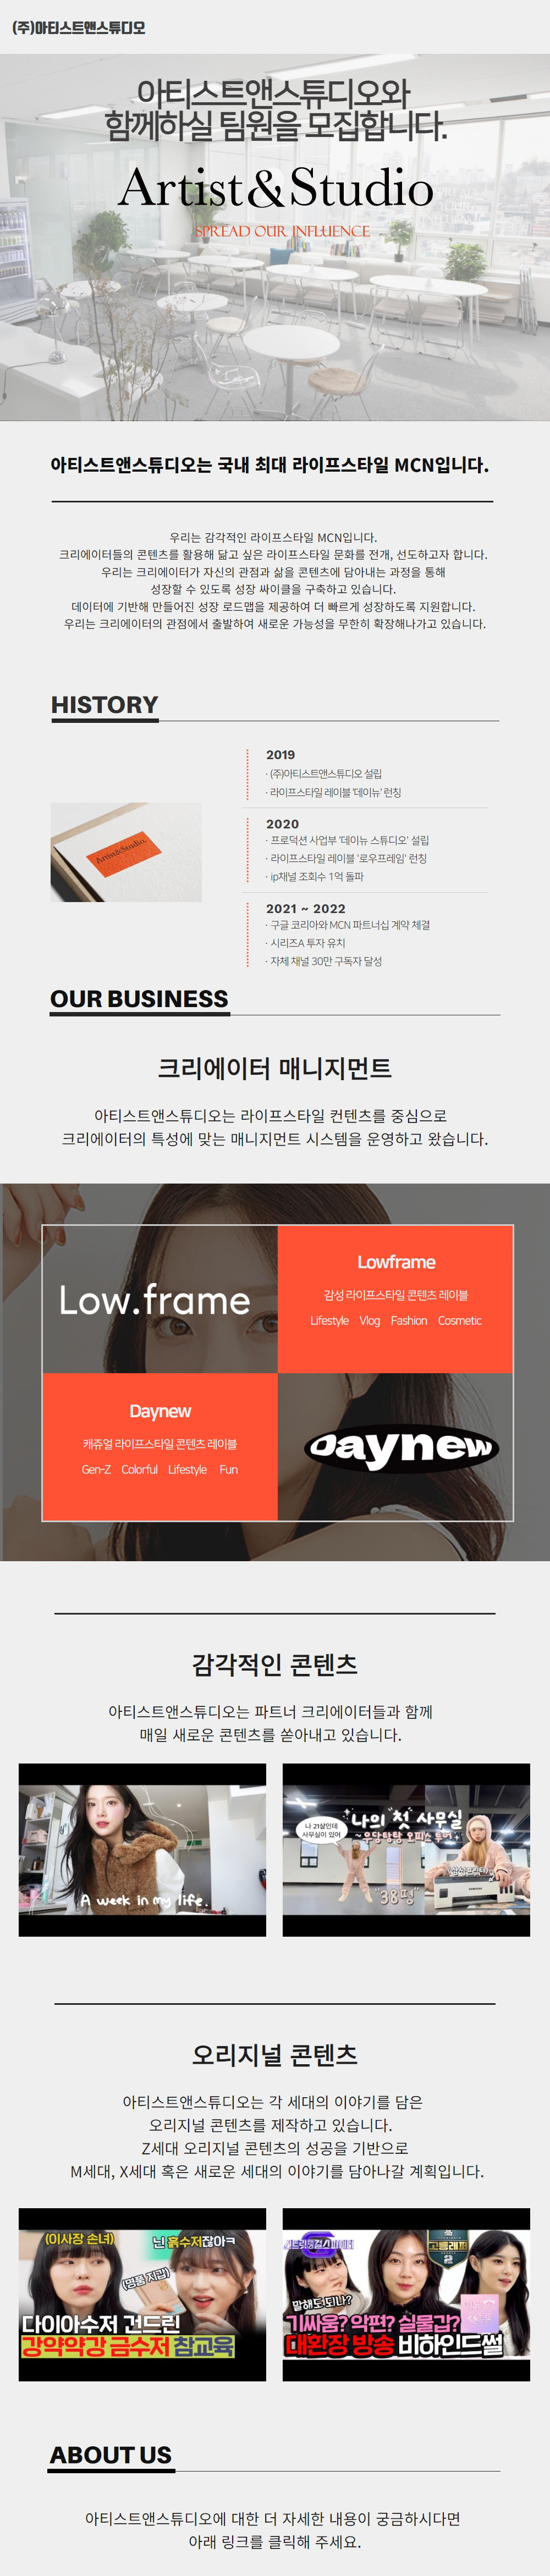 (주)아티스트앤스튜디오
아티스트앤스튜디오와
함께하실 팀원을 모집합니다.
Artist&Studio
SPREAD OUR INFLUENCE
아티스트앤스튜디오는 국내 최대 라이프스타일 MCN입니다.
우리는 감각적인 라이프스타일 MCN입니다.
크리에이터들의 콘텐츠를 활용해 닮고 싶은 라이프스타일 문화를 전개, 선도하고자 합니다.
우리는 크리에이터가 자신의 관점과 삶을 콘텐츠에 담아내는 과정을 통해
성장할 수 있도록 성장 싸이클을 구축하고 있습니다.
데이터에 기반해 만들어진 성장 로드맵을 제공하여 더 빠르게 성장하도록 지원합니다.
우리는 크리에이터의 관점에서 출발하여 새로운 가능성을 무한히 확장해나가고 있습니다.
HISTORY
Artist&Studio.
2019
· (주)아티스트앤스튜디오 설립
· 라이프스타일 레이블 '데이뉴' 런칭
2020
· 프로덕션 사업부 '데이뉴 스튜디오' 설립
· 라이프스타일 레이블 '로우프레임' 런칭
· ip채널 조회수 1억 돌파
2021 ~ 2022
· 구글 코리아와 MCN 파트너십 계약 체결
· 시리즈A 투자 유치
· 자체 채널 30만 구독자 달성
OUR BUSINESS
크리에이터 매니지먼트
아티스트앤스튜디오는 라이프스타일 컨텐츠를 중심으로
크리에이터의 특성에 맞는 매니지먼트 시스템을 운영하고 왔습니다.
Low.frame
Lowframe
감성 라이프스타일 콘텐츠 레이블
Lifestyle Vlog Fashion Cosmetic
Daynew
캐쥬얼 라이프스타일 콘텐츠 레이블
Gen-Z Colorful Lifestyle Fun
Daynew
감각적인 콘텐츠
아티스트앤스튜디오는 파트너 크리에이터들과 함께
매일 새로운 콘텐츠를 쏟아내고 있습니다.
A week in my life.
나 21살인데
사무실이 있어
나의 첫 사무실
~우당탕탕 오피스 투어
"38평"
오리지널 콘텐츠
아티스트앤스튜디오는 각 세대의 이야기를 담은
오리지널 콘텐츠를 제작하고 있습니다.
Z세대 오리지널 콘텐츠의 성공을 기반으로
M세대, X세대 혹은 새로운 세대의 이야기를 담아나갈 계획입니다.
(이사장 손녀)
넌 흙수저잖아ㅋ
(명품 지갑)
다이아수저 건드린
강약약강 금수저 참교육
고등래퍼
2
말해도되나?
기싸움? 악편? 실물갑?
대환장 방송 비하인드썰
ABOUT US
아티스트앤스튜디오에 대한 더 자세한 내용이 궁금하시다면
아래 링크를 클릭해 주세요.